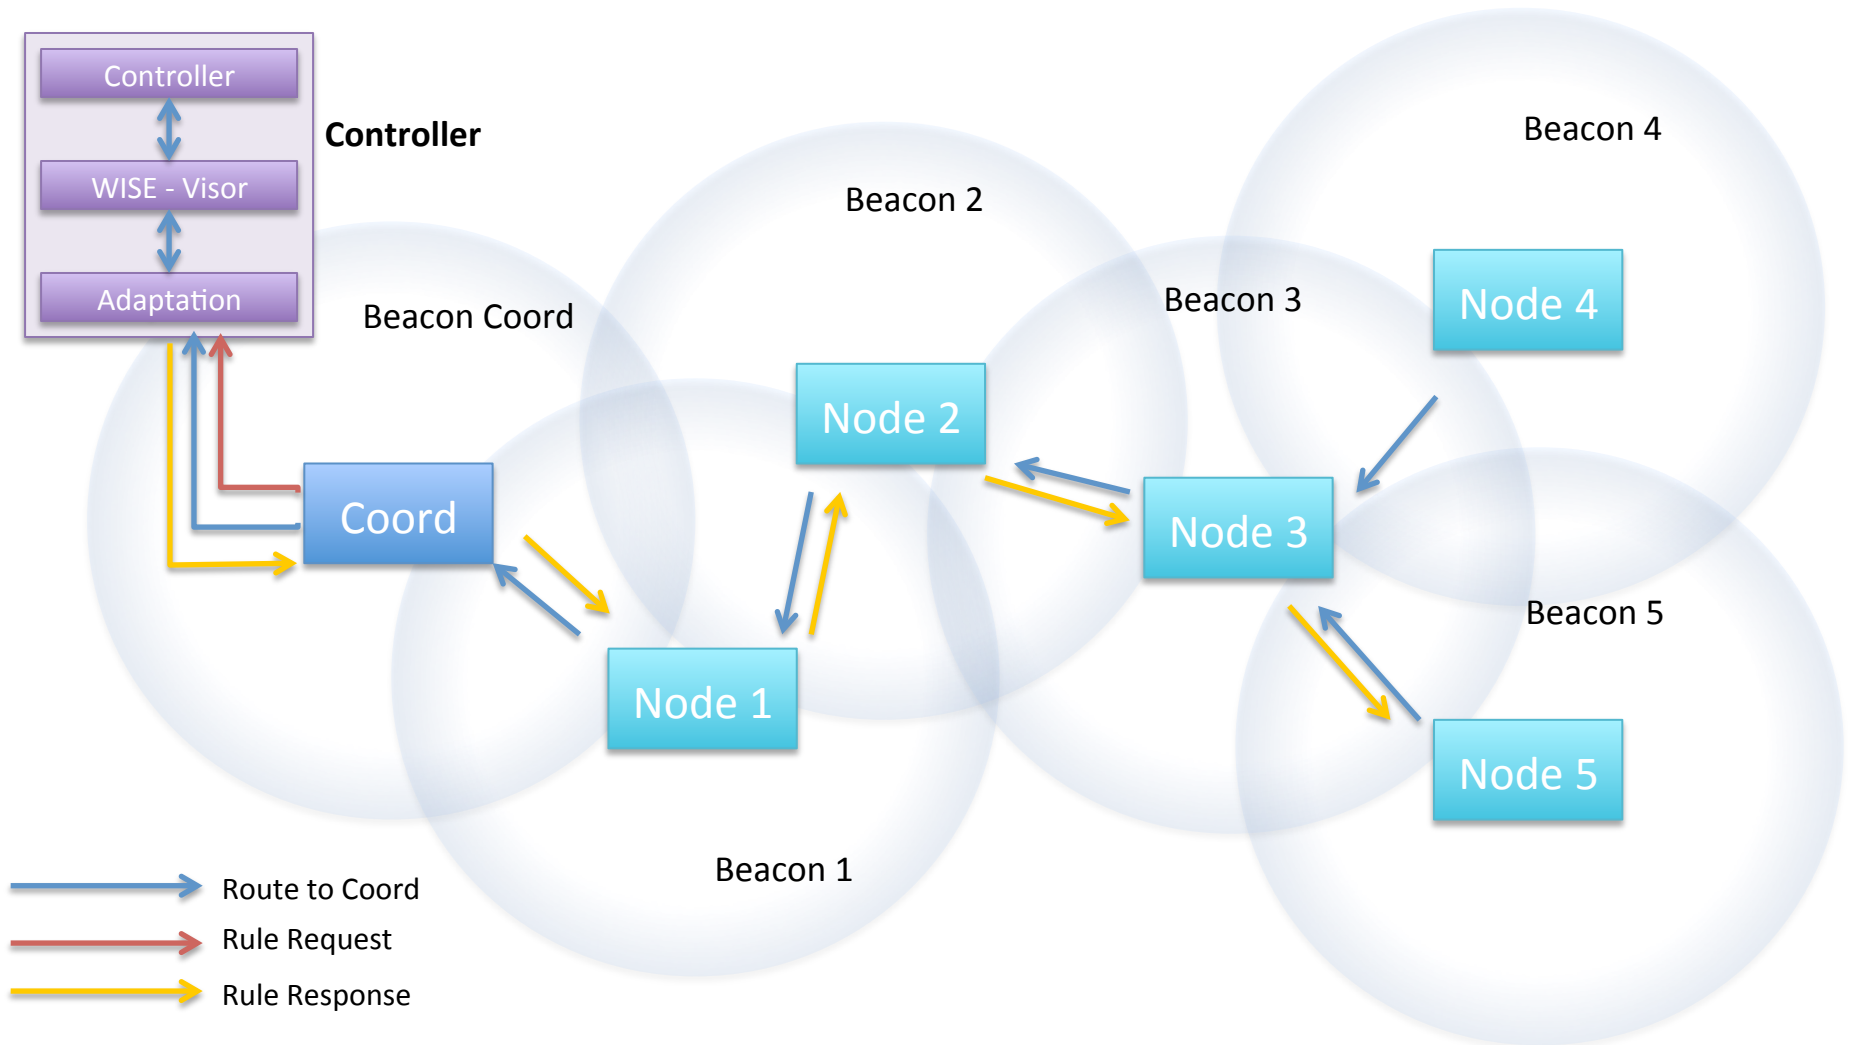 Controller
WISE - Visor
Adaptation
Controller
Beacon Coord
Beacon 2
Beacon 4
Beacon 3
Node 4
Node 2
Coord
Node 3
Beacon 5
Node 1
Node 5
Beacon 1
Route to Coord
Rule Request
Rule Response